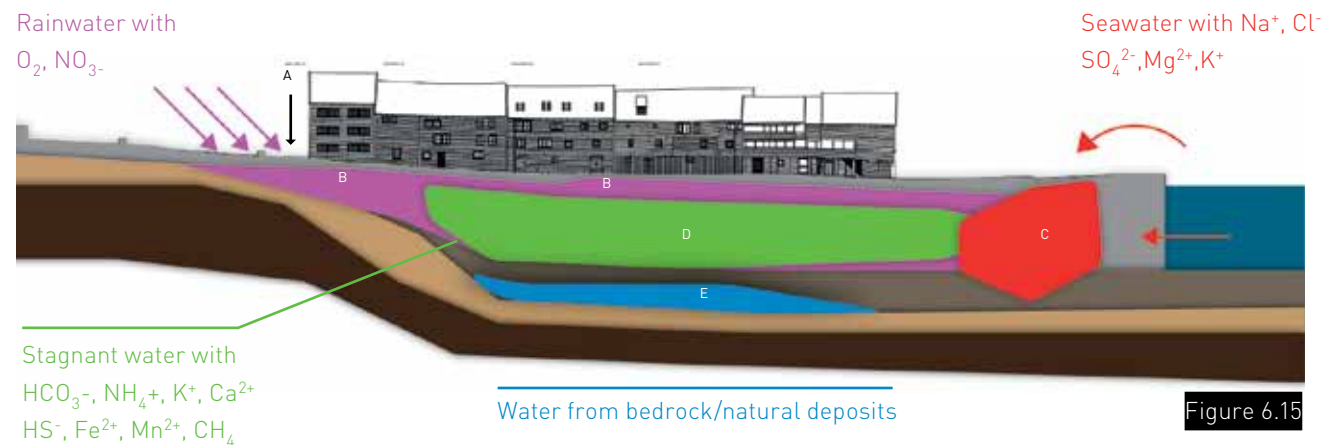 Rainwater with
O₂, NO₃-
Seawater with Na⁺, Cl⁻
SO₄²⁻,Mg²⁺,K⁺
A
B
B
D
C
E
Stagnant water with
HCO₃-, NH₄+, K⁺, Ca²⁺
HS⁻, Fe²⁺, Mn²⁺, CH₄
Water from bedrock/natural deposits
Figure 6.15